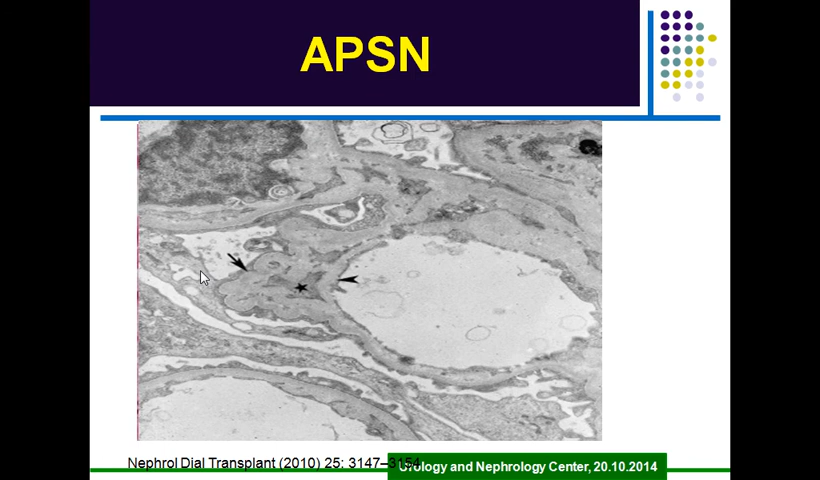 APSN
Nephrol Dial Transplant (2010) 25: 3147–3154
Urology and Nephrology Center, 20.10.2014